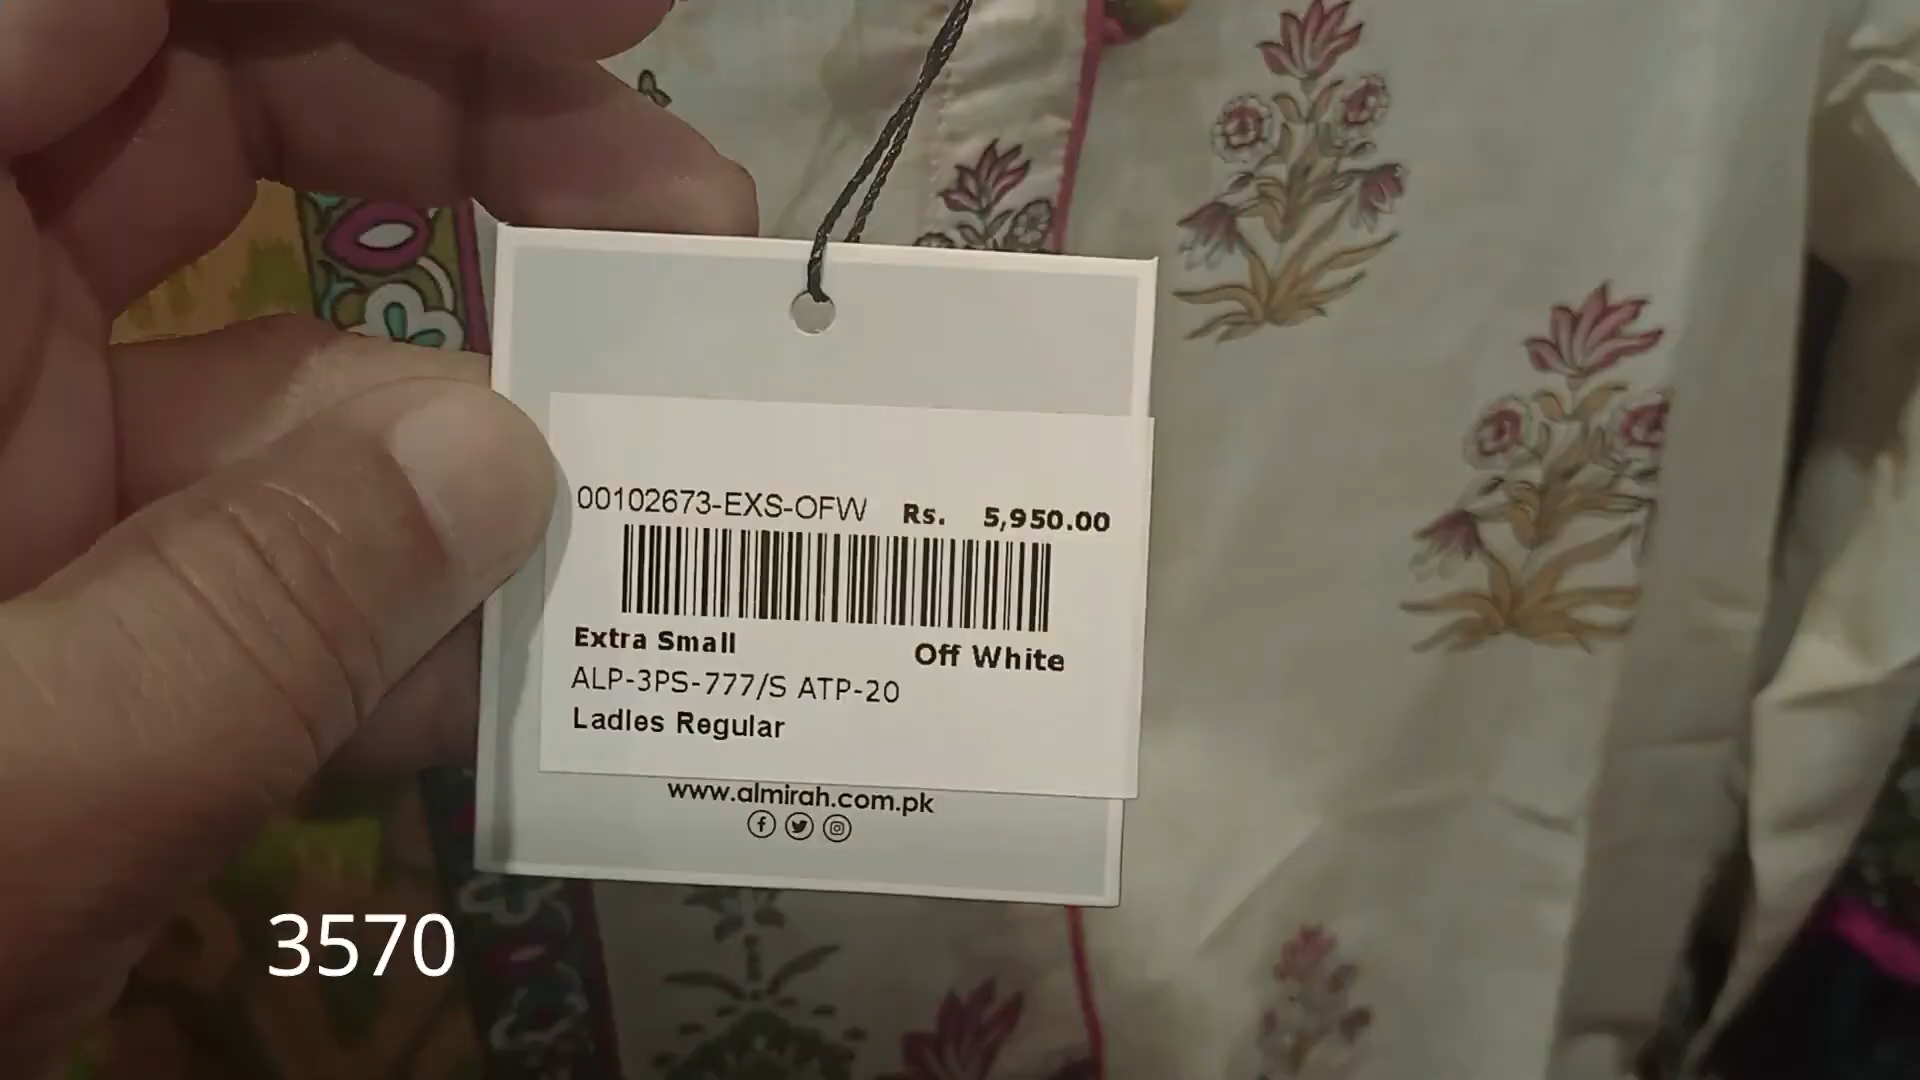 00102673-EXS-OFW Rs. 5,950.00
Extra Small Off White
ALP-3PS-777/S ATP-20
Ladies Regular
www.almirah.com.pk
3570